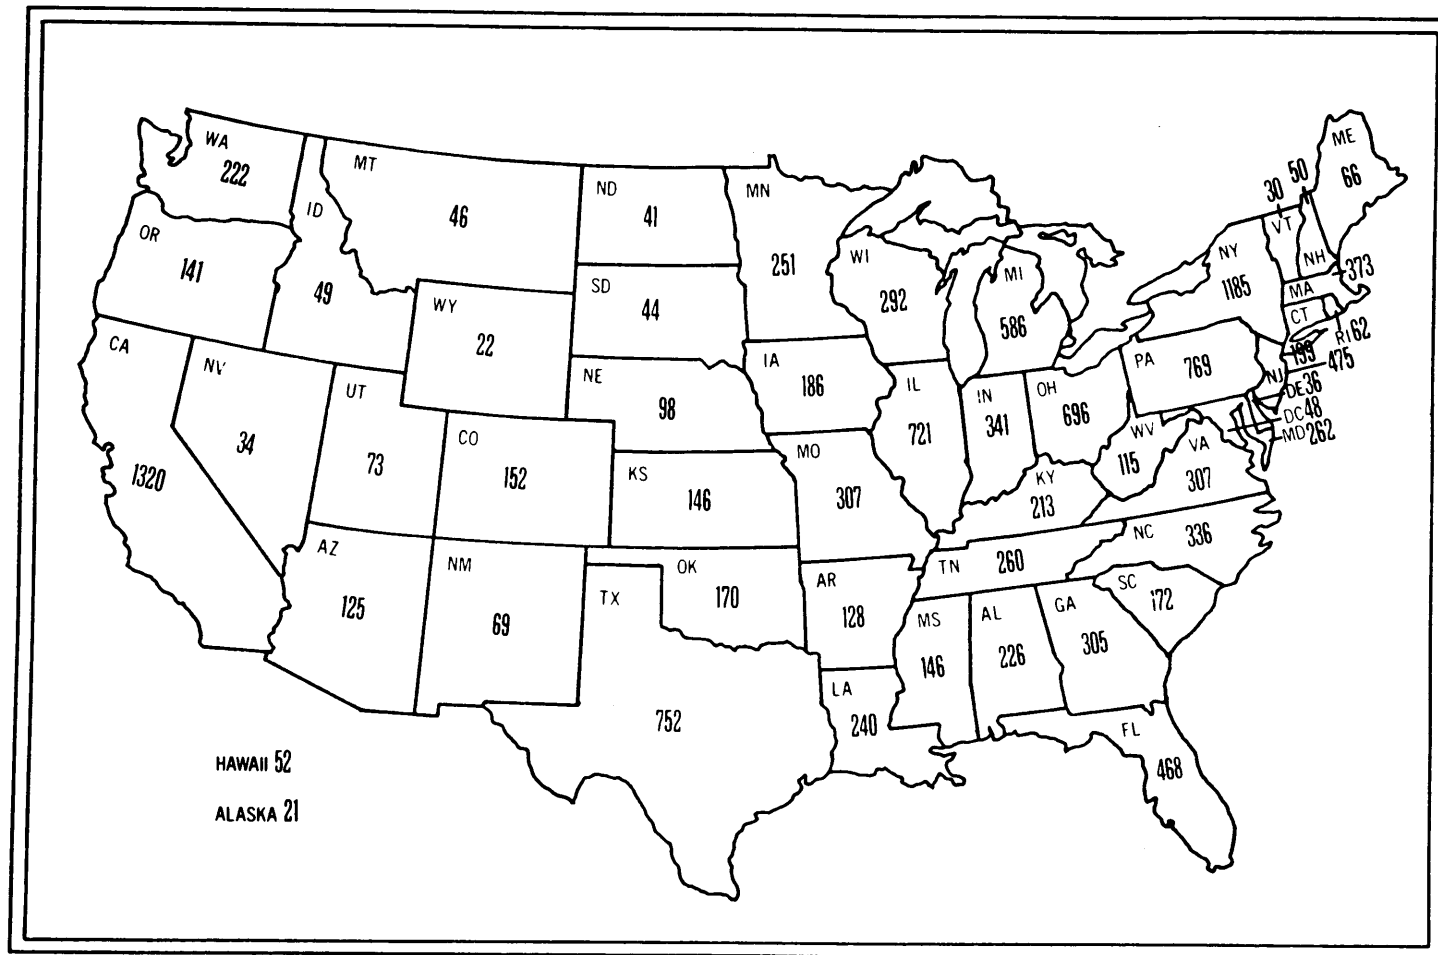 WA
222
MT
46
ID
49
ND
41
MN
251
OR
141
WY
22
SD
44
WI
292
MI
586
NY
1185
30
VT
50
NH
ME
66
373
MA
CT
199
RI 62
475
NJ
PA
769
DE 36
DC 48
MD 262
CA
1320
NV
34
UT
73
CO
152
NE
98
IA
186
IL
721
IN
341
OH
696
WV
115
VA
307
KS
146
MO
307
KY
213
AZ
125
NM
69
OK
170
TX
752
AR
128
TN
260
NC
336
SC
172
MS
146
AL
226
GA
305
LA
240
FL
468
HAWAII 52
ALASKA 21